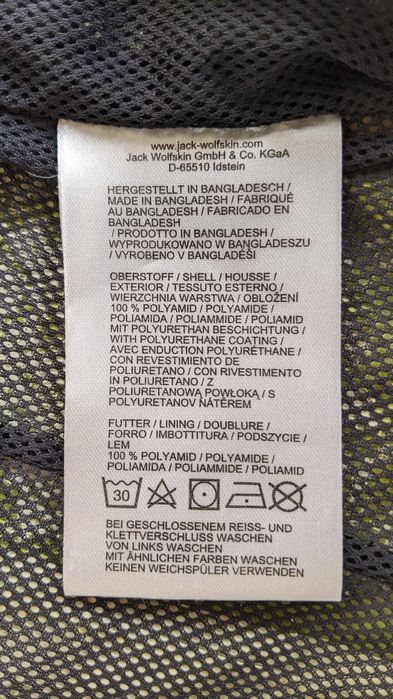 www.jack-wolfskin.com
Jack Wolfskin GmbH & Co. KGaA
D-65510 Idstein
HERGESTELLT IN BANGLADESCH /
MADE IN BANGLADESH / FABRIQUÉ
AU BANGLADESH / FABRICADO EN
BANGLADESH
/ PRODOTTO IN BANGLADESH /
WYPRODUKOWANO W BANGLADESZU
/ VYROBENO V BANGLADÉŠI
OBERSTOFF / SHELL / HOUSSE /
EXTERIOR / TESSUTO ESTERNO /
WIERZCHNIA WARSTWA / OBLOŽENÍ
100 % POLYAMID / POLYAMIDE /
POLIAMIDA / POLIAMMIDE / POLIAMID
MIT POLYURETHAN BESCHICHTUNG /
WITH POLYURETHANE COATING /
AVEC ENDUCTION POLYURÉTHANE /
CON REVESTIMIENTO DE
POLIURETANO / CON RIVESTIMENTO
IN POLIURETANO / Z
POLIURETANOWĄ POWŁOKĄ / S
POLYURETANOV NÁTĚREM
FUTTER / LINING / DOUBLURE /
FORRO / IMBOTTITURA / PODSZYCIE /
LEM
100 % POLYAMID / POLYAMIDE /
POLIAMIDA / POLIAMMIDE / POLIAMID
30
BEI GESCHLOSSENEM REISS- UND
KLETTVERSCHLUSS WASCHEN
VON LINKS WASCHEN
MIT ÄHNLICHEN FARBEN WASCHEN
KEINEN WEICHSPÜLER VERWENDEN